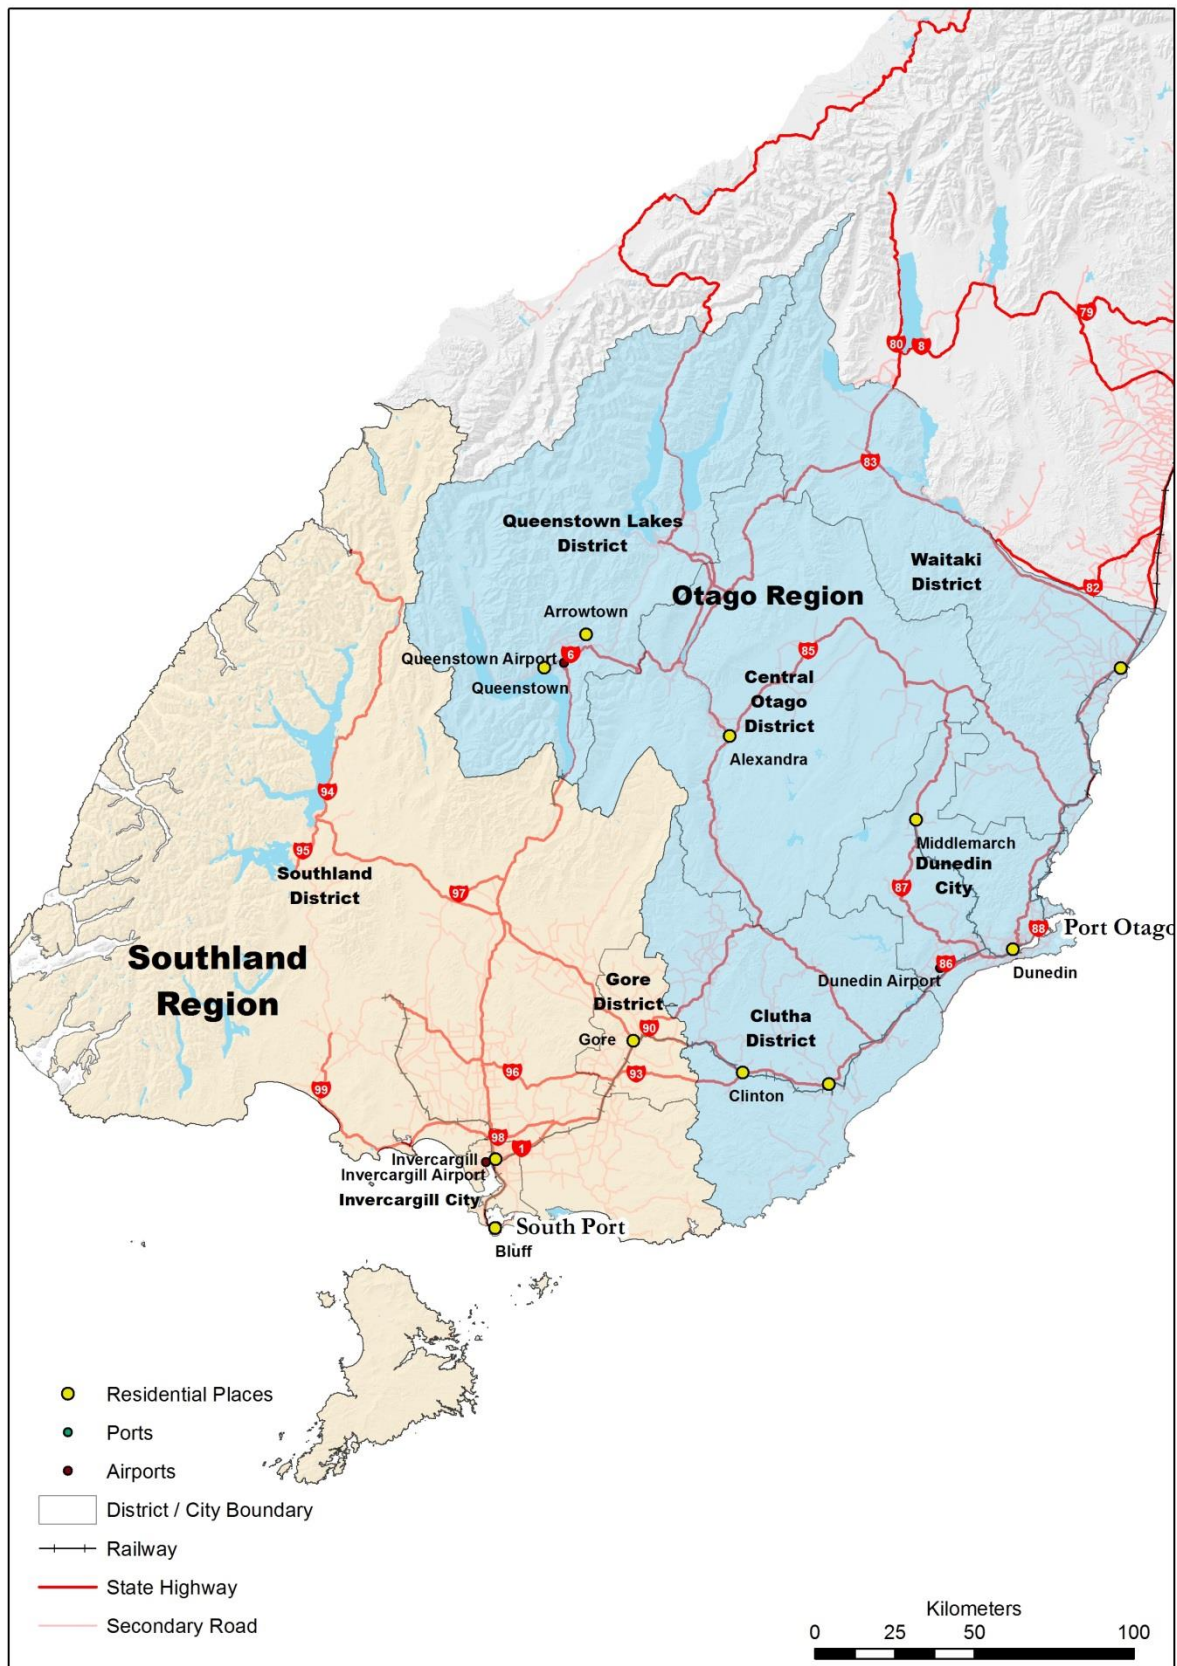 79
80
8
83
Queenstown Lakes
District
Waitaki
District
82
Otago Region
Arrowtown
Queenstown Airport
6
Queenstown
85
Central
Otago
District
Alexandra
94
95
Southland
District
97
Middlemarch
Dunedin
City
87
88
Port Otago
Southland
Region
86
Dunedin Airport
Dunedin
Gore
District
90
Gore
Clutha
District
96
93
Clinton
99
98
1
Invercargill
Invercargill Airport
Invercargill City
South Port
Bluff
Residential Places
Ports
Airports
District / City Boundary
Railway
State Highway
Secondary Road
Kilometers
0 25 50 100